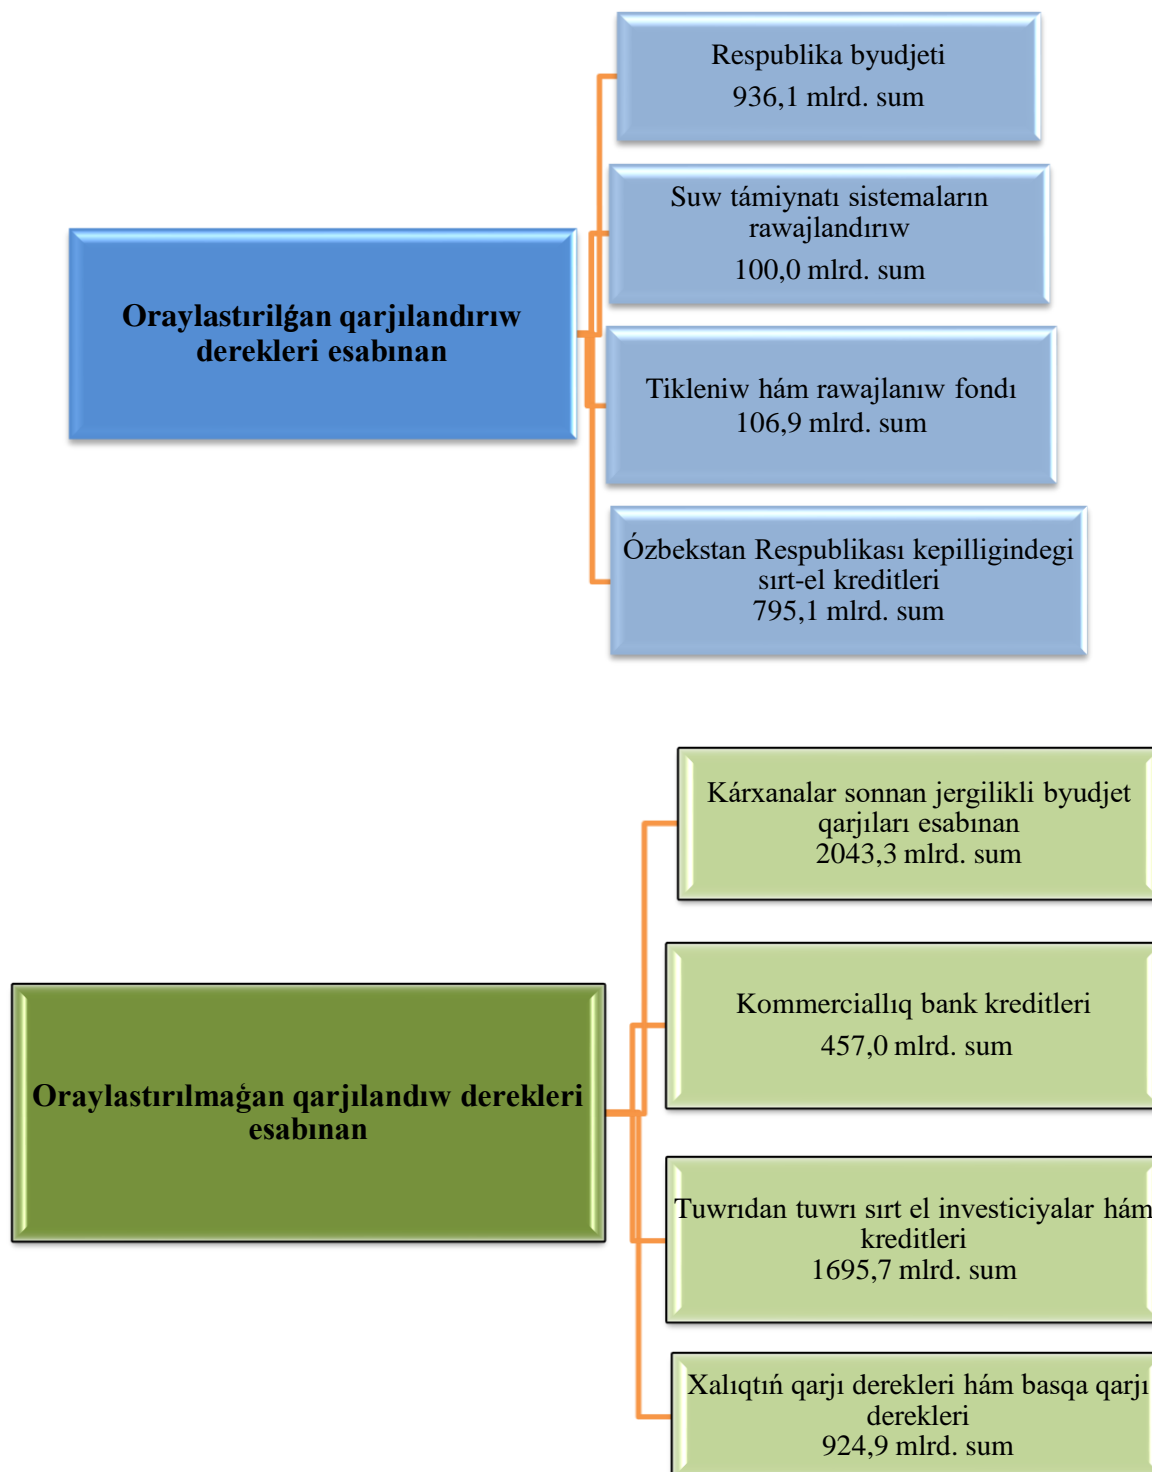 Respublika byudjeti
936,1 mlrd. sum
Suw támiynatı sistemaların
rawajlandırıw
100,0 mlrd. sum
Oraylastırılǵan qarjılandırıw
derekleri esabınan
Tikleniw hám rawajlanıw fondı
106,9 mlrd. sum
Ózbekstan Respublikası kepilligindegi
sırt-el kreditleri
795,1 mlrd. sum
Kárxanalar sonnan jergilikli byudjet
qarjıları esabınan
2043,3 mlrd. sum
Kommerciallıq bank kreditleri
457,0 mlrd. sum
Oraylastırılmaǵan qarjılandıw derekleri
esabınan
Tuwrıdan tuwrı sırt el investiciyalar hám
kreditleri
1695,7 mlrd. sum
Xalıqtıń qarjı derekleri hám basqa qarjı
derekleri
924,9 mlrd. sum